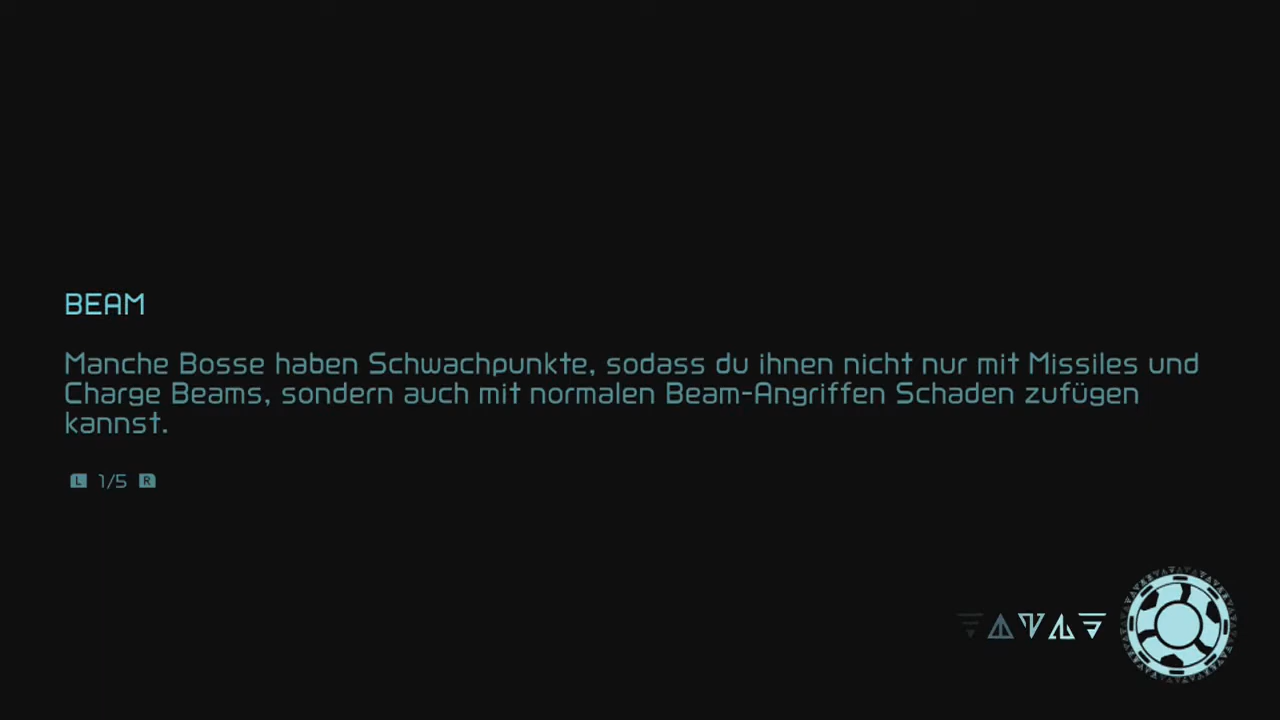 BEAM
Manche Bosse haben Schwachpunkte, sodass du ihnen nicht nur mit Missiles und
Charge Beams, sondern auch mit normalen Beam-Angriffen Schaden zufügen
kannst.
L 1/5 R